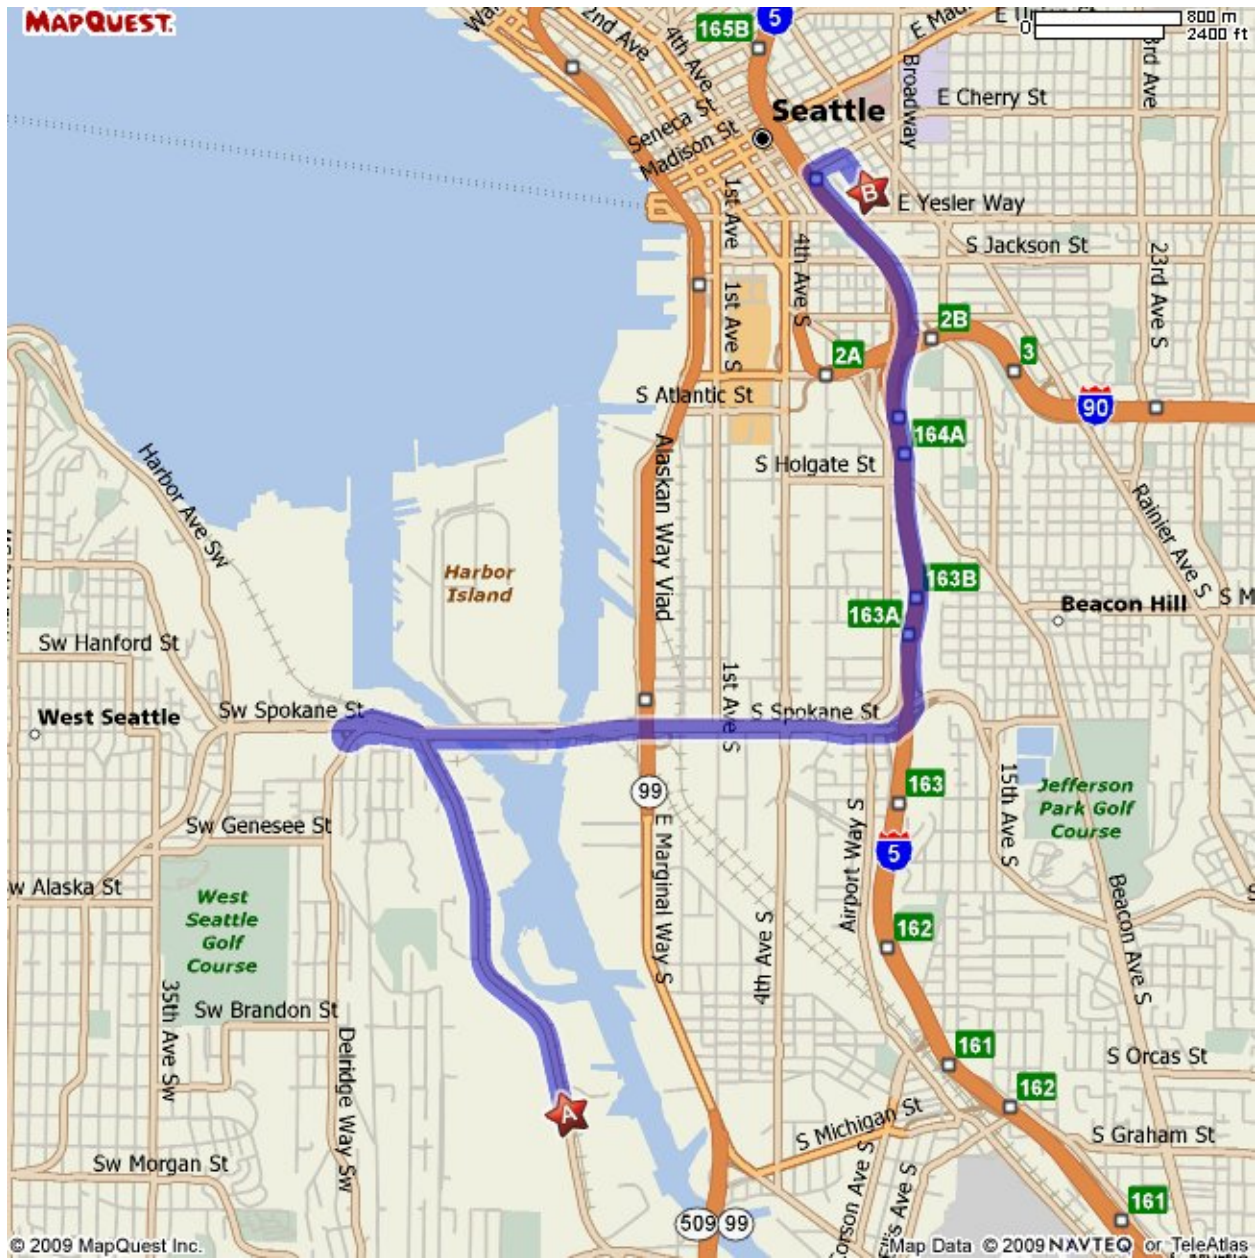 MAPQUEST.
5
165B
E Madi
E Union St
0
800 m
2400 ft
2nd Ave
4th Ave
Broadway
E Cherry St
Seneca St
Madison St
Seattle
B
E Yesler Way
1st Ave
S Jackson St
4th Ave S
1st Ave S
23rd Ave S
2B
2A
3
90
S Atlantic St
164A
S Holgate St
Harbor Ave Sw
Alaskan Way Viad
Rainier Ave S
Harbor
Island
163B
163A
Beacon Hill
S M
Sw Hanford St
West Seattle
Sw Spokane St
1st Ave S
S Spokane St
99
163
15th Ave S
Jefferson
Park Golf
Course
Sw Genesee St
E Marginal Way S
Airport Way S
5
w Alaska St
West
Seattle
Golf
Course
162
4th Ave S
Beacon Ave S
35th Ave Sw
Sw Brandon St
Delridge Way Sw
161
S Orcas St
162
A
S Michigan St
S Graham St
Sw Morgan St
Corson Ave S
Ellis Ave S
161
509
99
© 2009 MapQuest Inc.
Map Data © 2009 NAVTEQ or TeleAtlas